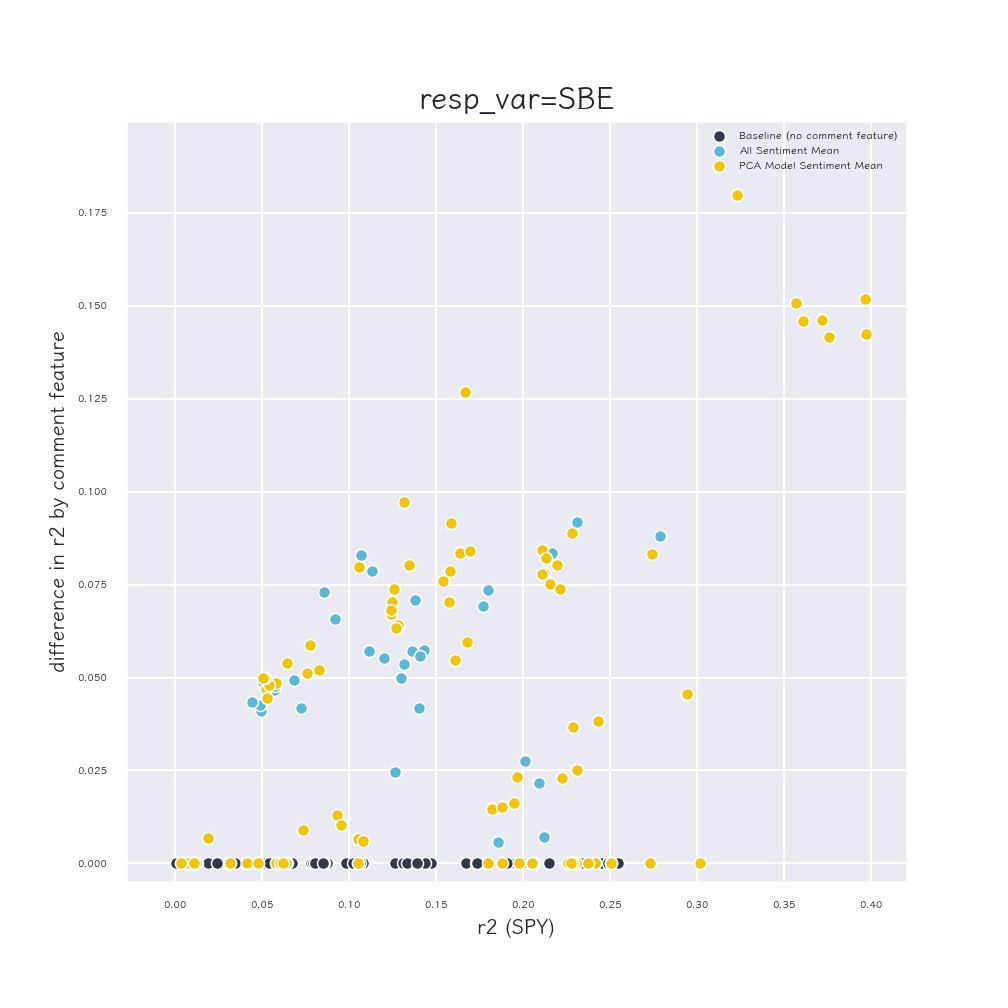 resp_var=SBE
Baseline (no comment feature)
All Sentiment Mean
PCA Model Sentiment Mean
difference in r2 by comment feature
0.175
0.150
0.125
0.100
0.075
0.050
0.025
0.000
0.00 0.05 0.10 0.15 0.20 0.25 0.30 0.35 0.40
r2 (SPY)